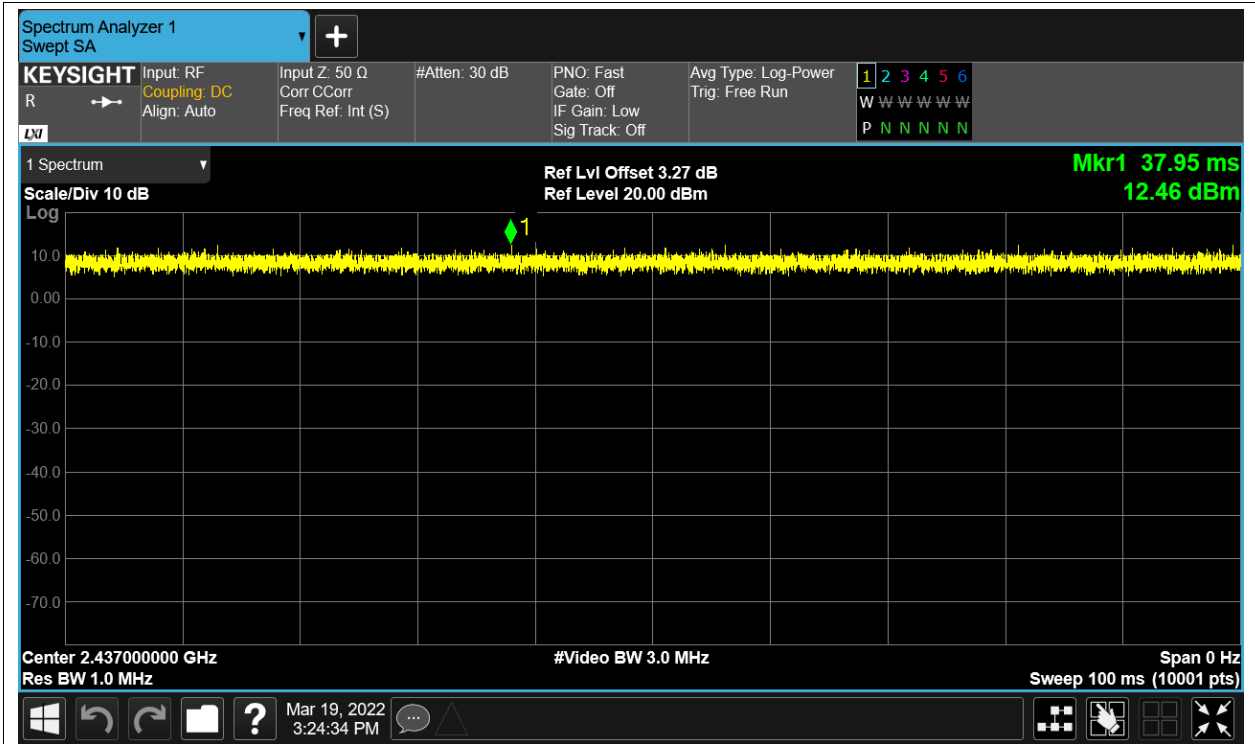 Spectrum Analyzer 1
Swept SA
+
KEYSIGHT
R
LXI
Input: RF
Coupling: DC
Align: Auto
Input Z: 50 Ω
Corr CCorr
Freq Ref: Int (S)
#Atten: 30 dB
PNO: Fast
Gate: Off
IF Gain: Low
Sig Track: Off
Avg Type: Log-Power
Trig: Free Run
1 2 3 4 5 6
W W W W W W
P N N N N N
1 Spectrum
Scale/Div 10 dB
Ref Lvl Offset 3.27 dB
Ref Level 20.00 dBm
Mkr1 37.95 ms
12.46 dBm
Log
1
10.0
0.00
-10.0
-20.0
-30.0
-40.0
-50.0
-60.0
-70.0
Center 2.437000000 GHz
#Video BW 3.0 MHz
Span 0 Hz
Res BW 1.0 MHz
Sweep 100 ms (10001 pts)
?
Mar 19, 2022
3:24:34 PM